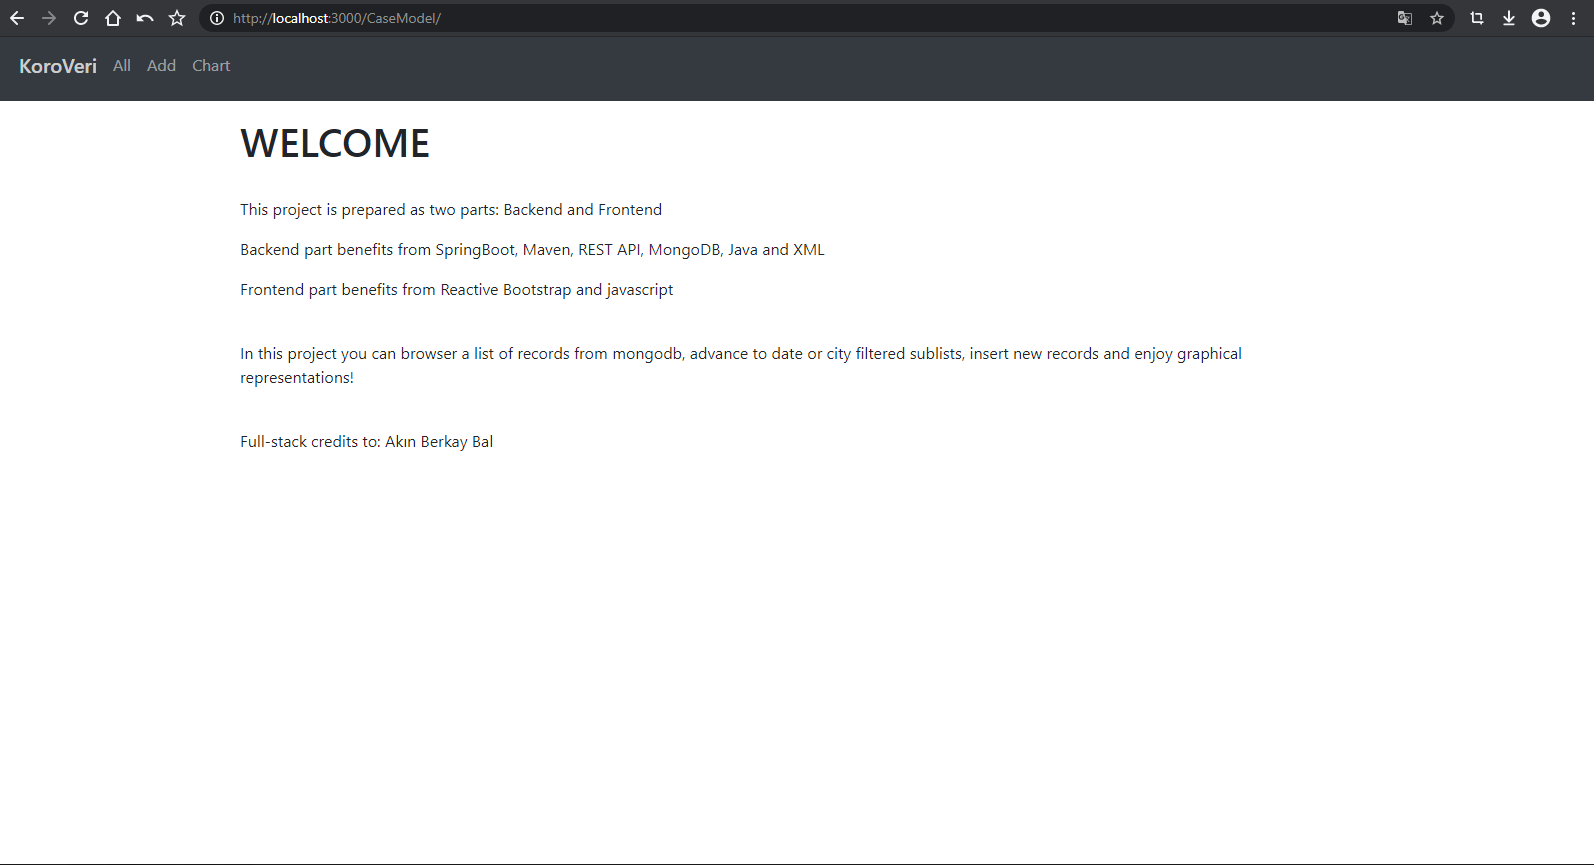 http://localhost:3000/CaseModel/
KoroVeri All Add Chart
WELCOME
This project is prepared as two parts: Backend and Frontend
Backend part benefits from SpringBoot, Maven, REST API, MongoDB, Java and XML
Frontend part benefits from Reactive Bootstrap and javascript
In this project you can browser a list of records from mongodb, advance to date or city filtered sublists, insert new records and enjoy graphical
representations!
Full-stack credits to: Akın Berkay Bal